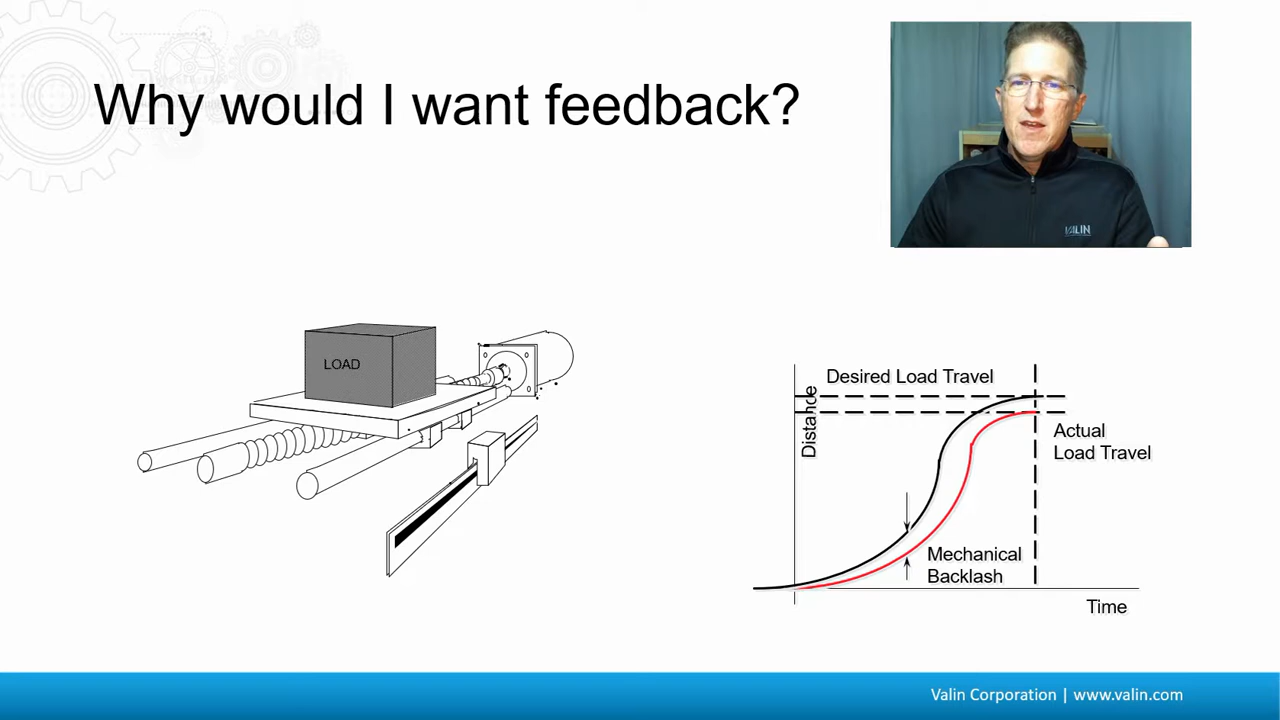 Why would I want feedback?
VALIN
LOAD
Desired Load Travel
Distance
Actual
Load Travel
Mechanical
Backlash
Time
Valin Corporation | www.valin.com